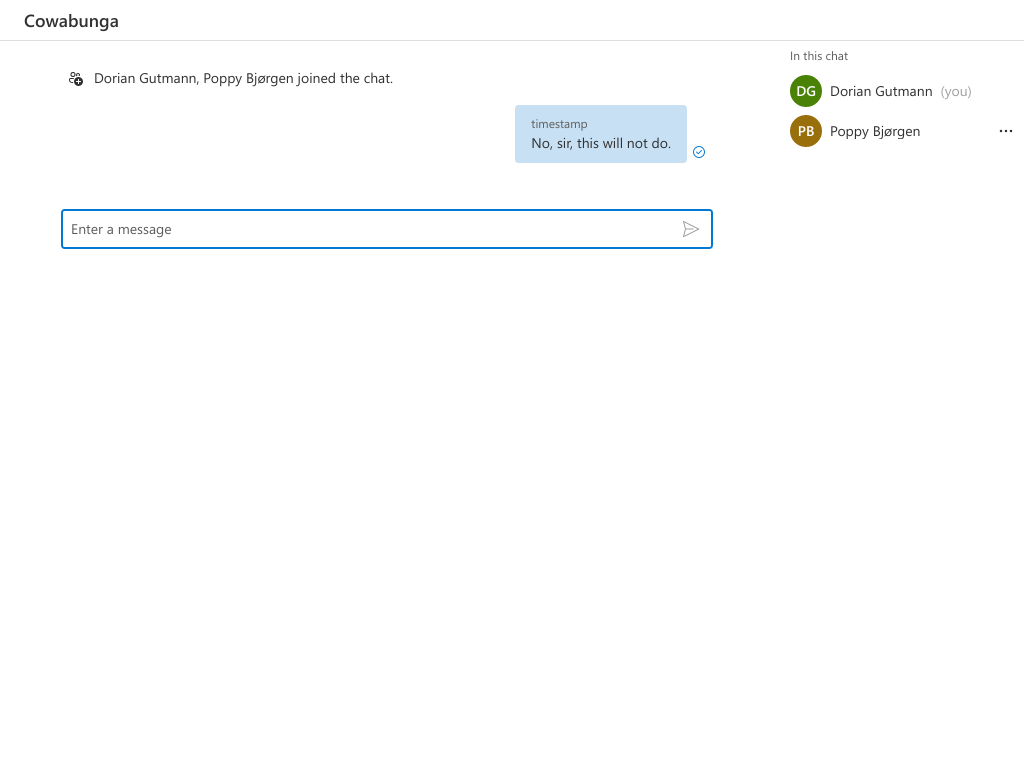 Cowabunga
Dorian Gutmann, Poppy Bjørgen joined the chat.
timestamp
No, sir, this will not do.
Enter a message
In this chat
DG Dorian Gutmann (you)
PB Poppy Bjørgen